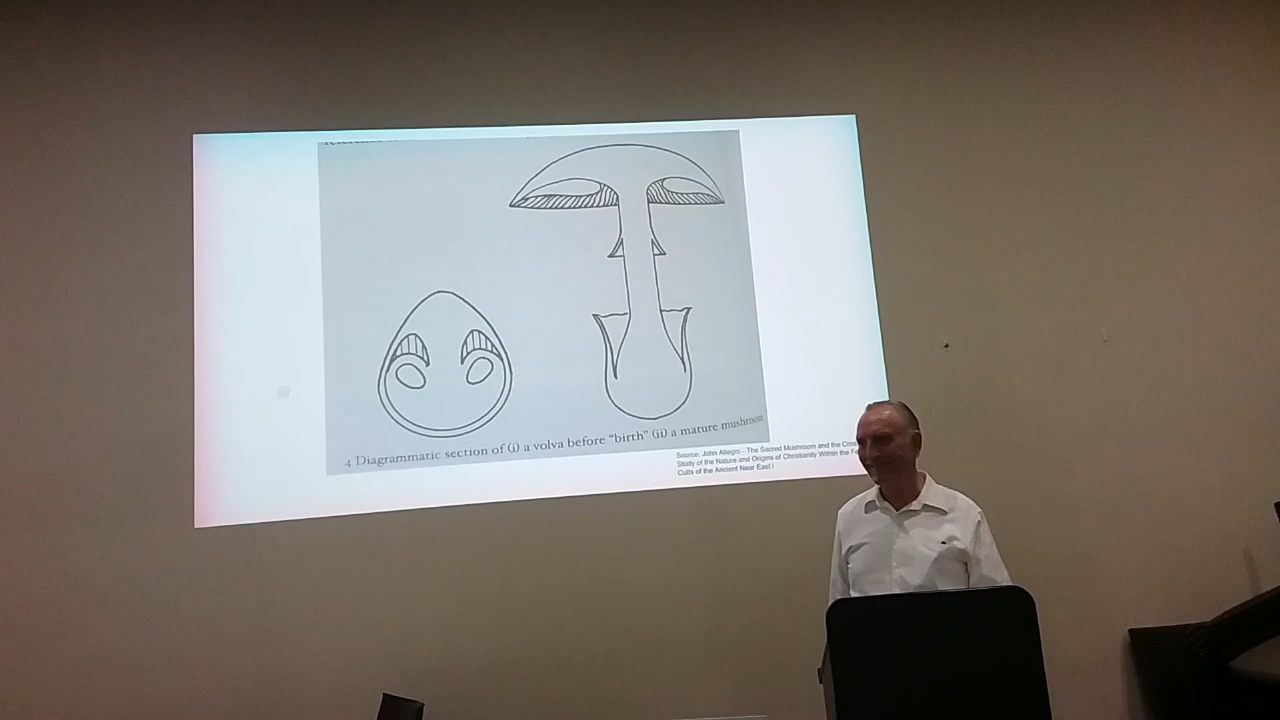 4 Diagrammatic section of (i) a volva before "birth" (ii) a mature mushroom
Source: John Allegro - The Sacred Mushroom and the
Study of the Nature and Origins of Christianity Within the
Cults of the Ancient Near East